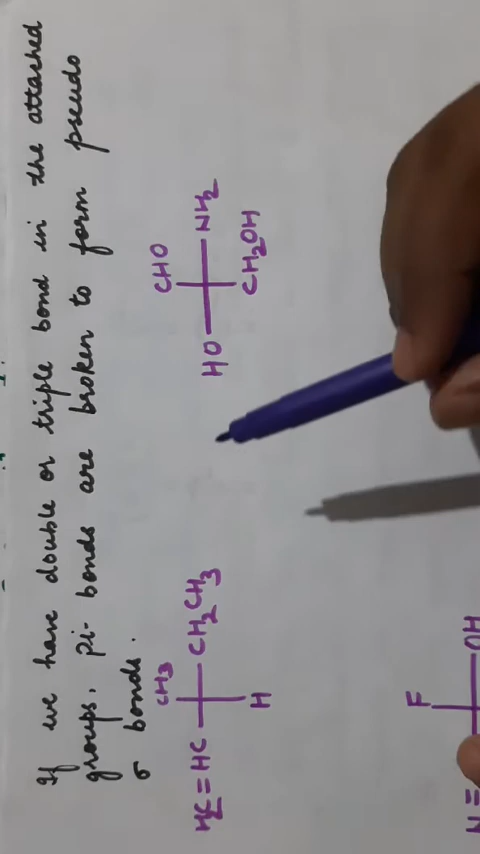 If we have double or triple bond in the attached
groups, pi-bonds are broken to form pseudo
σ bonds.
CH3
HC=HC CH2CH3
H
CHO
HO NH2
CH2OH
F
N≡ OH